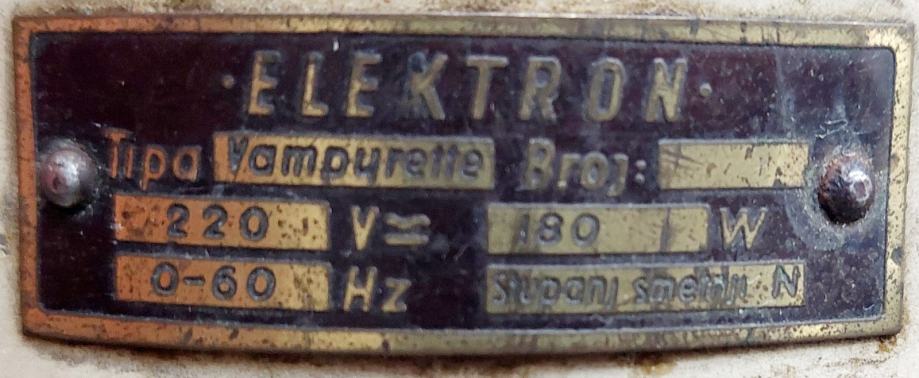 ·ELEKTRON·
Tipa Vampyrette Broj:
220 V≂ 180 W
0-60 Hz Stupanj smetnji N